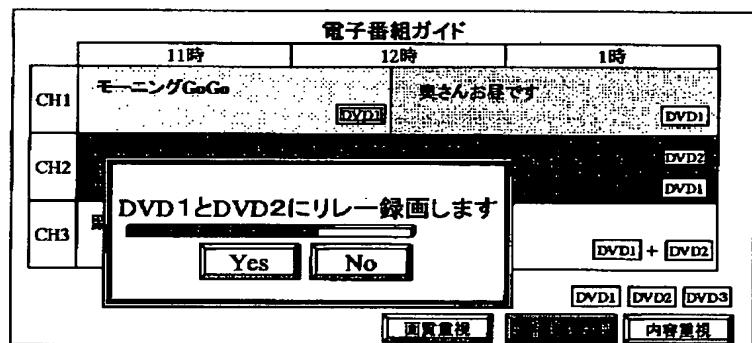 電子番組ガイド
11時 12時 1時
CH1 モーニングGoGo 奥さんお昼です
DVD1 DVD1
CH2 DVD2
DVD1
DVD1とDVD2にリレー録画します
CH3 DVD1 + DVD2
Yes No
DVD1 DVD2 DVD3
画質重視 内容重視